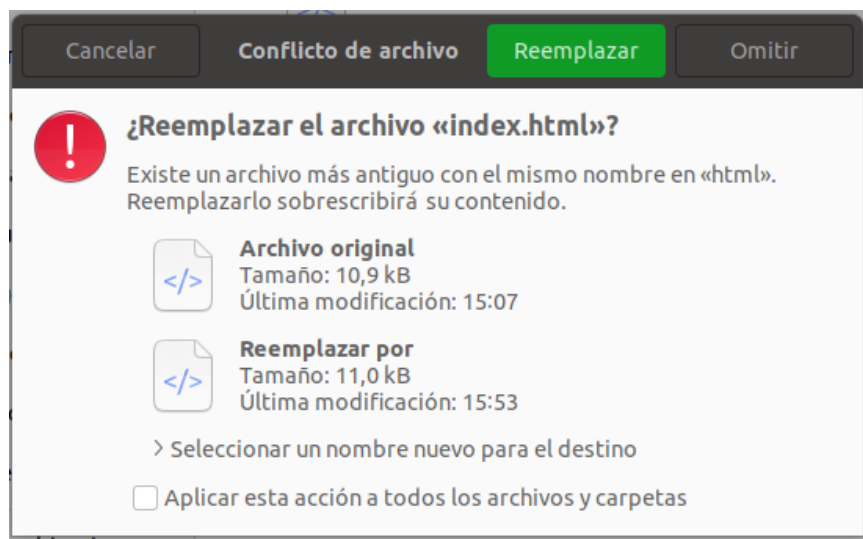 Cancelar Conflicto de archivo Reemplazar Omitir
¿Reemplazar el archivo «index.html»?
Existe un archivo más antiguo con el mismo nombre en «html».
Reemplazarlo sobrescribirá su contenido.
Archivo original
Tamaño: 10,9 kB
Última modificación: 15:07
Reemplazar por
Tamaño: 11,0 kB
Última modificación: 15:53
Seleccionar un nombre nuevo para el destino
Aplicar esta acción a todos los archivos y carpetas